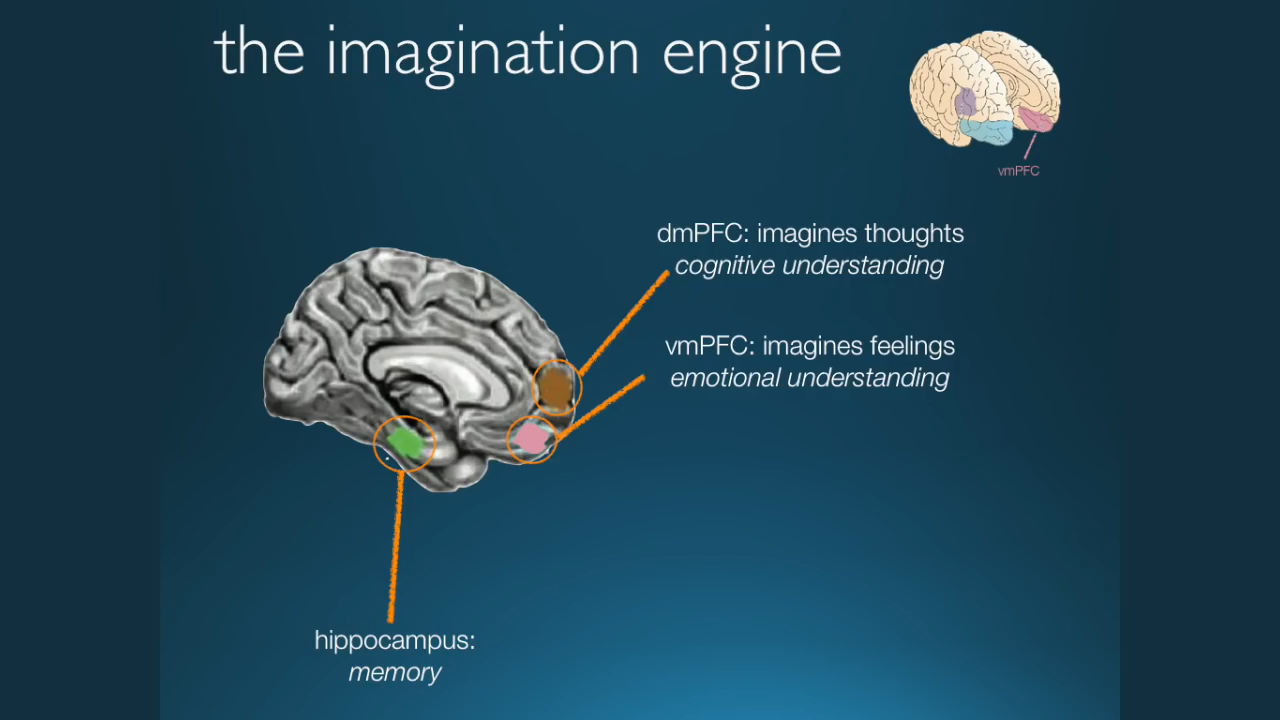 the imagination engine
vmPFC
dmPFC: imagines thoughts
cognitive understanding
vmPFC: imagines feelings
emotional understanding
hippocampus:
memory